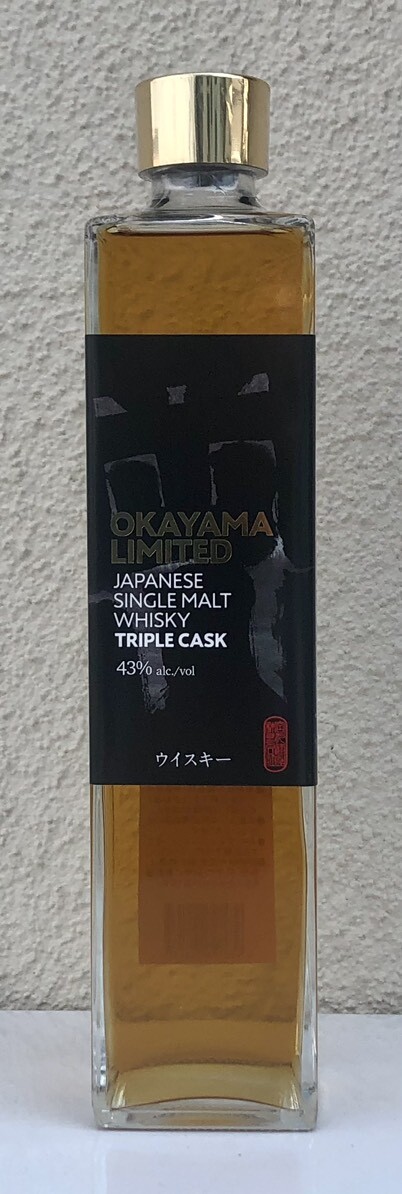 OKAYAMA
LIMITED
JAPANESE
SINGLE MALT
WHISKY
TRIPLE CASK
43% alc./vol
ウイスキー